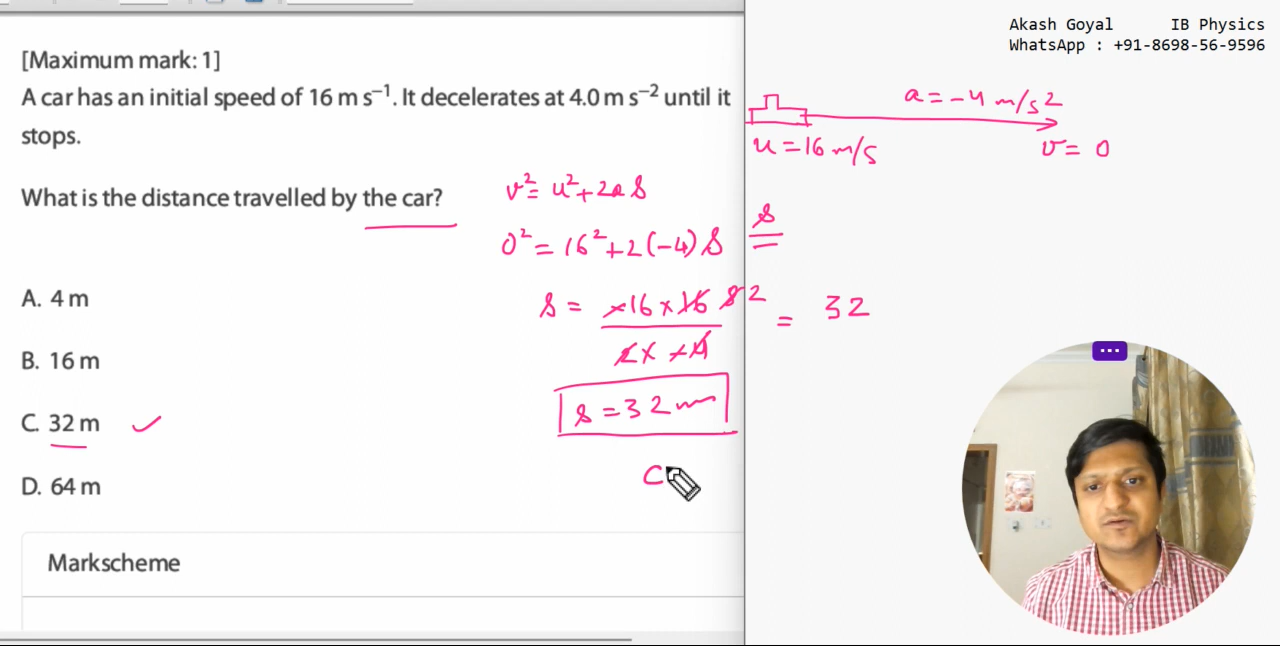 Akash Goyal IB Physics
WhatsApp : +91-8698-56-9596
[Maximum mark: 1]
A car has an initial speed of 16 m s⁻¹. It decelerates at 4.0 m s⁻² until it
stops.
a = -4 m/s²
u = 16 m/s
v = 0
What is the distance travelled by the car?
v² = u² + 2as
s
0² = 16² + 2(-4)s
s = -16 × 16 8 2 / 2 × -4 = 32
s = 32 m
C
A. 4 m
B. 16 m
C. 32 m ✓
D. 64 m
Markscheme